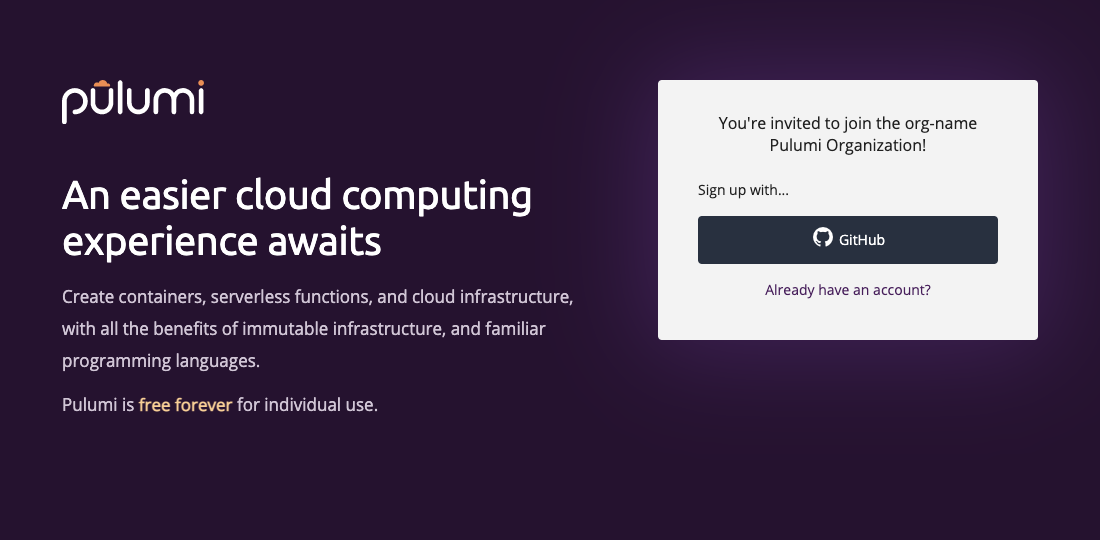 pulumi
An easier cloud computing
experience awaits
Create containers, serverless functions, and cloud infrastructure,
with all the benefits of immutable infrastructure, and familiar
programming languages.
Pulumi is free forever for individual use.
You're invited to join the org-name
Pulumi Organization!
Sign up with...
GitHub
Already have an account?